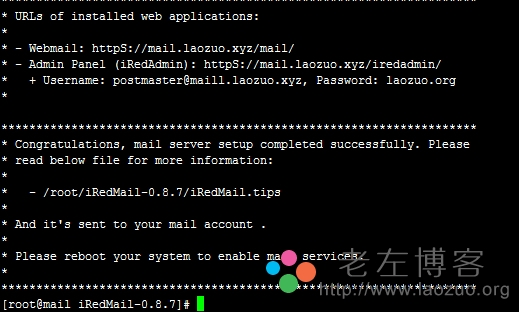 * URLs of installed web applications:
*
* - Webmail: httpS://mail.laozuo.xyz/mail/
* - Admin Panel (iRedAdmin): httpS://mail.laozuo.xyz/iredadmin/
*   + Username: postmaster@maill.laozuo.xyz, Password: laozuo.org
*
********************************************************************
* Congratulations, mail server setup completed successfully. Please
* read below file for more information:
*
*   - /root/iRedMail-0.8.7/iRedMail.tips
*
* And it's sent to your mail account .
*
* Please reboot your system to enable mail services.
*
********************************************************************
[root@mail iRedMail-0.8.7]#
老左博客
http://www.laozuo.org